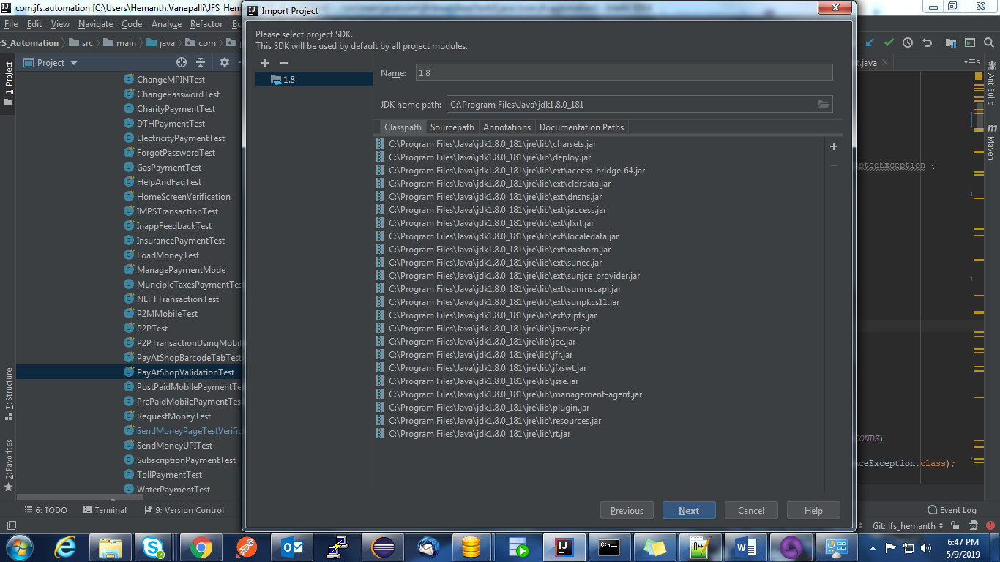 com.jfs.automation [C:\Users\Hemanth.Vanapalli\JFS_Hem
Import Project
File Edit View Navigate Code Analyze Refactor Bu
FS_Automation src main java com j
Project
1: Project
ChangeMPINTest
ChangePasswordTest
CharityPaymentTest
DTHPaymentTest
ElectricityPaymentTest
ForgotPasswordTest
GasPaymentTest
HelpAndFaqTest
HomeScreenVerification
IMPSTransactionTest
InappFeedbackTest
InsurancePaymentTest
LoadMoneyTest
ManagePaymentMode
MuncipleTaxesPaymentTes
NEFTTransactionTest
P2MMobileTest
P2PTest
P2PTransactionUsingMobil
PayAtShopBarcodeTabTest
PayAtShopValidationTest
PostPaidMobilePaymentTe
PrePaidMobilePaymentTes
RequestMoneyTest
SendMoneyPageTestVerific
SendMoneyUPITest
SubscriptionPaymentTest
TollPaymentTest
WaterPaymentTest
7: Structure
2: Favorites
Please select project SDK.
This SDK will be used by default by all project modules.
1.8
Name: 1.8
JDK home path: C:\Program Files\Java\jdk1.8.0_181
Classpath Sourcepath Annotations Documentation Paths
C:\Program Files\Java\jdk1.8.0_181\jre\lib\charsets.jar
C:\Program Files\Java\jdk1.8.0_181\jre\lib\deploy.jar
C:\Program Files\Java\jdk1.8.0_181\jre\lib\ext\access-bridge-64.jar
C:\Program Files\Java\jdk1.8.0_181\jre\lib\ext\cldrdata.jar
C:\Program Files\Java\jdk1.8.0_181\jre\lib\ext\dnsns.jar
C:\Program Files\Java\jdk1.8.0_181\jre\lib\ext\jaccess.jar
C:\Program Files\Java\jdk1.8.0_181\jre\lib\ext\jfxrt.jar
C:\Program Files\Java\jdk1.8.0_181\jre\lib\ext\localedata.jar
C:\Program Files\Java\jdk1.8.0_181\jre\lib\ext\nashorn.jar
C:\Program Files\Java\jdk1.8.0_181\jre\lib\ext\sunec.jar
C:\Program Files\Java\jdk1.8.0_181\jre\lib\ext\sunjce_provider.jar
C:\Program Files\Java\jdk1.8.0_181\jre\lib\ext\sunmscapi.jar
C:\Program Files\Java\jdk1.8.0_181\jre\lib\ext\sunpkcs11.jar
C:\Program Files\Java\jdk1.8.0_181\jre\lib\ext\zipfs.jar
C:\Program Files\Java\jdk1.8.0_181\jre\lib\javaws.jar
C:\Program Files\Java\jdk1.8.0_181\jre\lib\jce.jar
C:\Program Files\Java\jdk1.8.0_181\jre\lib\jfr.jar
C:\Program Files\Java\jdk1.8.0_181\jre\lib\jfxswt.jar
C:\Program Files\Java\jdk1.8.0_181\jre\lib\jsse.jar
C:\Program Files\Java\jdk1.8.0_181\jre\lib\management-agent.jar
C:\Program Files\Java\jdk1.8.0_181\jre\lib\plugin.jar
C:\Program Files\Java\jdk1.8.0_181\jre\lib\resources.jar
C:\Program Files\Java\jdk1.8.0_181\jre\lib\rt.jar
Previous Next Cancel Help
t.java
ptedException {
CONDS)
ceException.class);
Ant Build
Maven
6: TODO Terminal 9: Version Control
Event Log
Git: jfs_hemanth
6:47 PM
5/9/2019